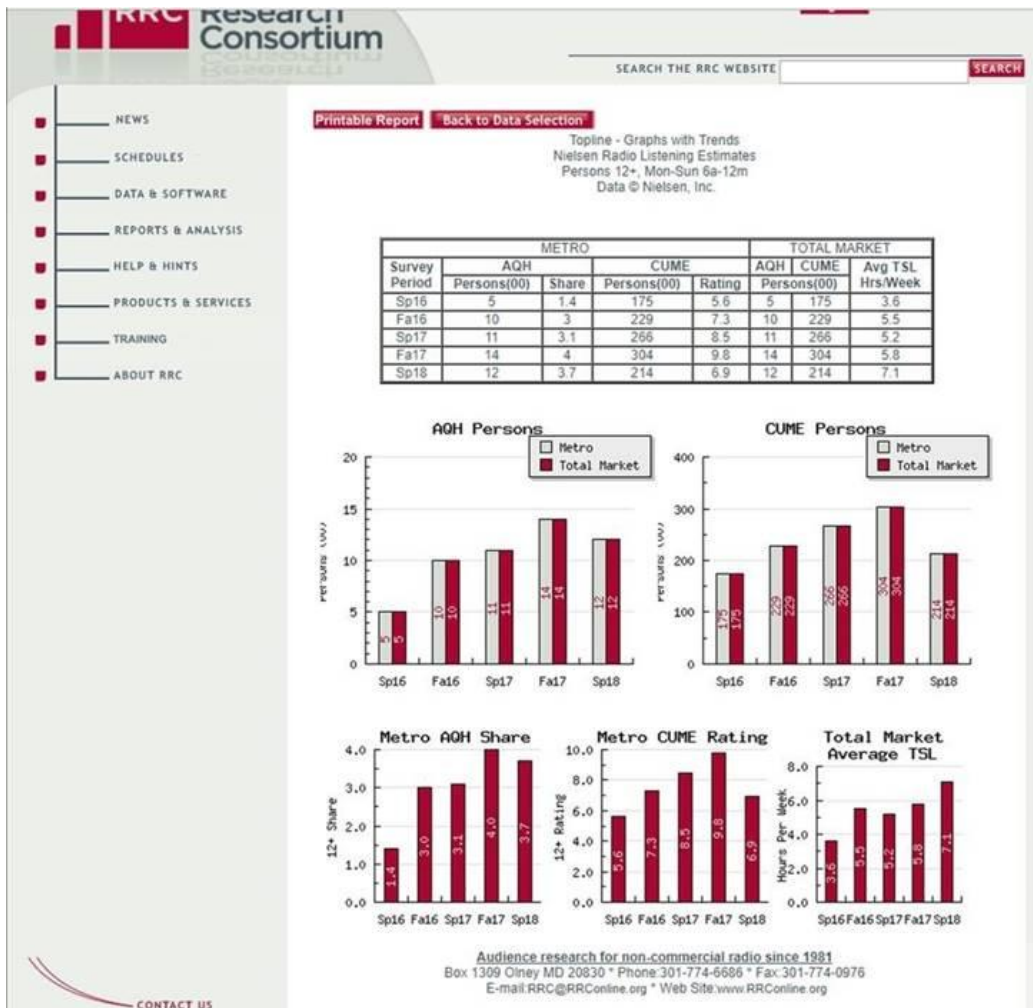 RRC Research
Consortium
SEARCH THE RRC WEBSITE SEARCH
NEWS
SCHEDULES
DATA & SOFTWARE
REPORTS & ANALYSIS
HELP & HINTS
PRODUCTS & SERVICES
TRAINING
ABOUT RRC
CONTACT US
Printable Report Back to Data Selection
Topline - Graphs with Trends
Nielsen Radio Listening Estimates
Persons 12+, Mon-Sun 6a-12m
Data © Nielsen, Inc.
METRO TOTAL MARKET
Survey Period AQH CUME AQH CUME Avg TSL Hrs/Week
Persons(00) Share Persons(00) Rating Persons(00)
Sp16 5 1.4 175 5.6 5 175 3.6
Fa16 10 3 229 7.3 10 229 5.5
Sp17 11 3.1 266 8.5 11 266 5.2
Fa17 14 4 304 9.8 14 304 5.8
Sp18 12 3.7 214 6.9 12 214 7.1
AQH Persons
Metro
Total Market
Persons (00)
20
15
10
5
0
5 5 10 10 11 11 14 14 12 12
Sp16 Fa16 Sp17 Fa17 Sp18
CUME Persons
Metro
Total Market
Persons (00)
400
300
200
100
0
175 175 229 229 266 266 304 304 214 214
Sp16 Fa16 Sp17 Fa17 Sp18
Metro AQH Share
12+ Share
4.0
3.0
2.0
1.0
0.0
1.4 3.0 3.1 4.0 3.7
Sp16 Fa16 Sp17 Fa17 Sp18
Metro CUME Rating
12+ Rating
10.0
8.0
6.0
4.0
2.0
0.0
5.6 7.3 8.5 9.8 6.9
Sp16 Fa16 Sp17 Fa17 Sp18
Total Market
Average TSL
Hours Per Week
8.0
6.0
4.0
2.0
0.0
3.6 5.5 5.2 5.8 7.1
Sp16 Fa16 Sp17 Fa17 Sp18
Audience research for non-commercial radio since 1981
Box 1309 Olney MD 20830 * Phone:301-774-6686 * Fax:301-774-0976
E-mail:RRC@RRConline.org * Web Site:www.RRConline.org